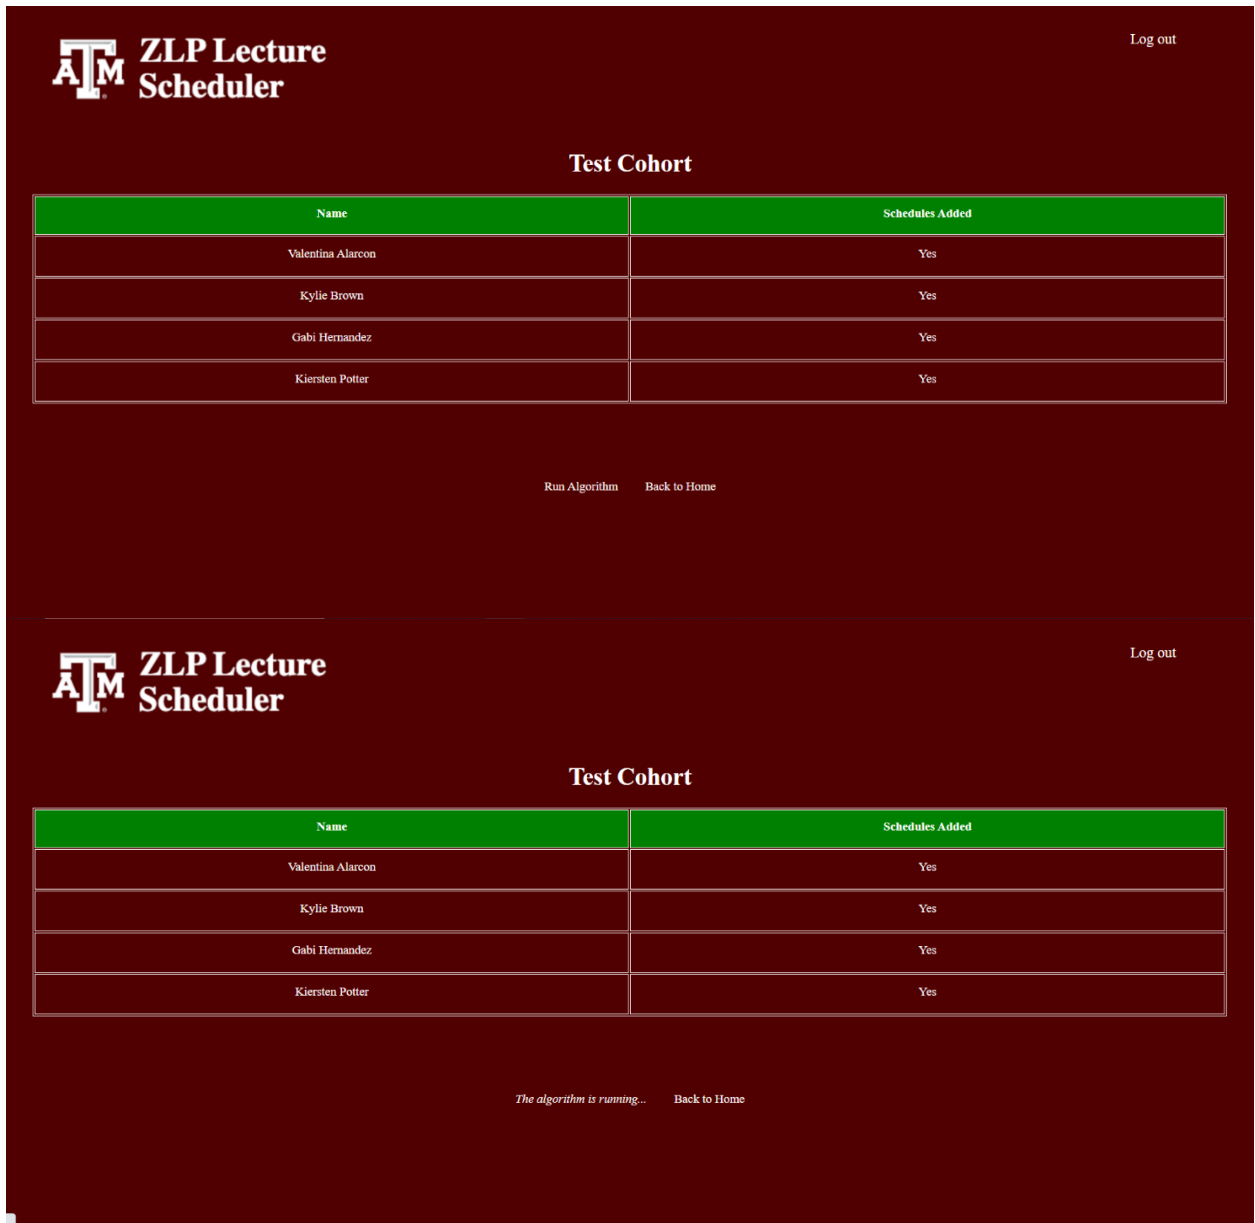 ĀTM ZLP Lecture Scheduler
Log out
Test Cohort
Name Schedules Added
Valentina Alarcon Yes
Kylie Brown Yes
Gabi Hernandez Yes
Kiersten Potter Yes
Run Algorithm Back to Home
ATM ZLP Lecture Scheduler
Log out
Test Cohort
Name Schedules Added
Valentina Alarcon Yes
Kylie Brown Yes
Gabi Hernandez Yes
Kiersten Potter Yes
The algorithm is running... Back to Home